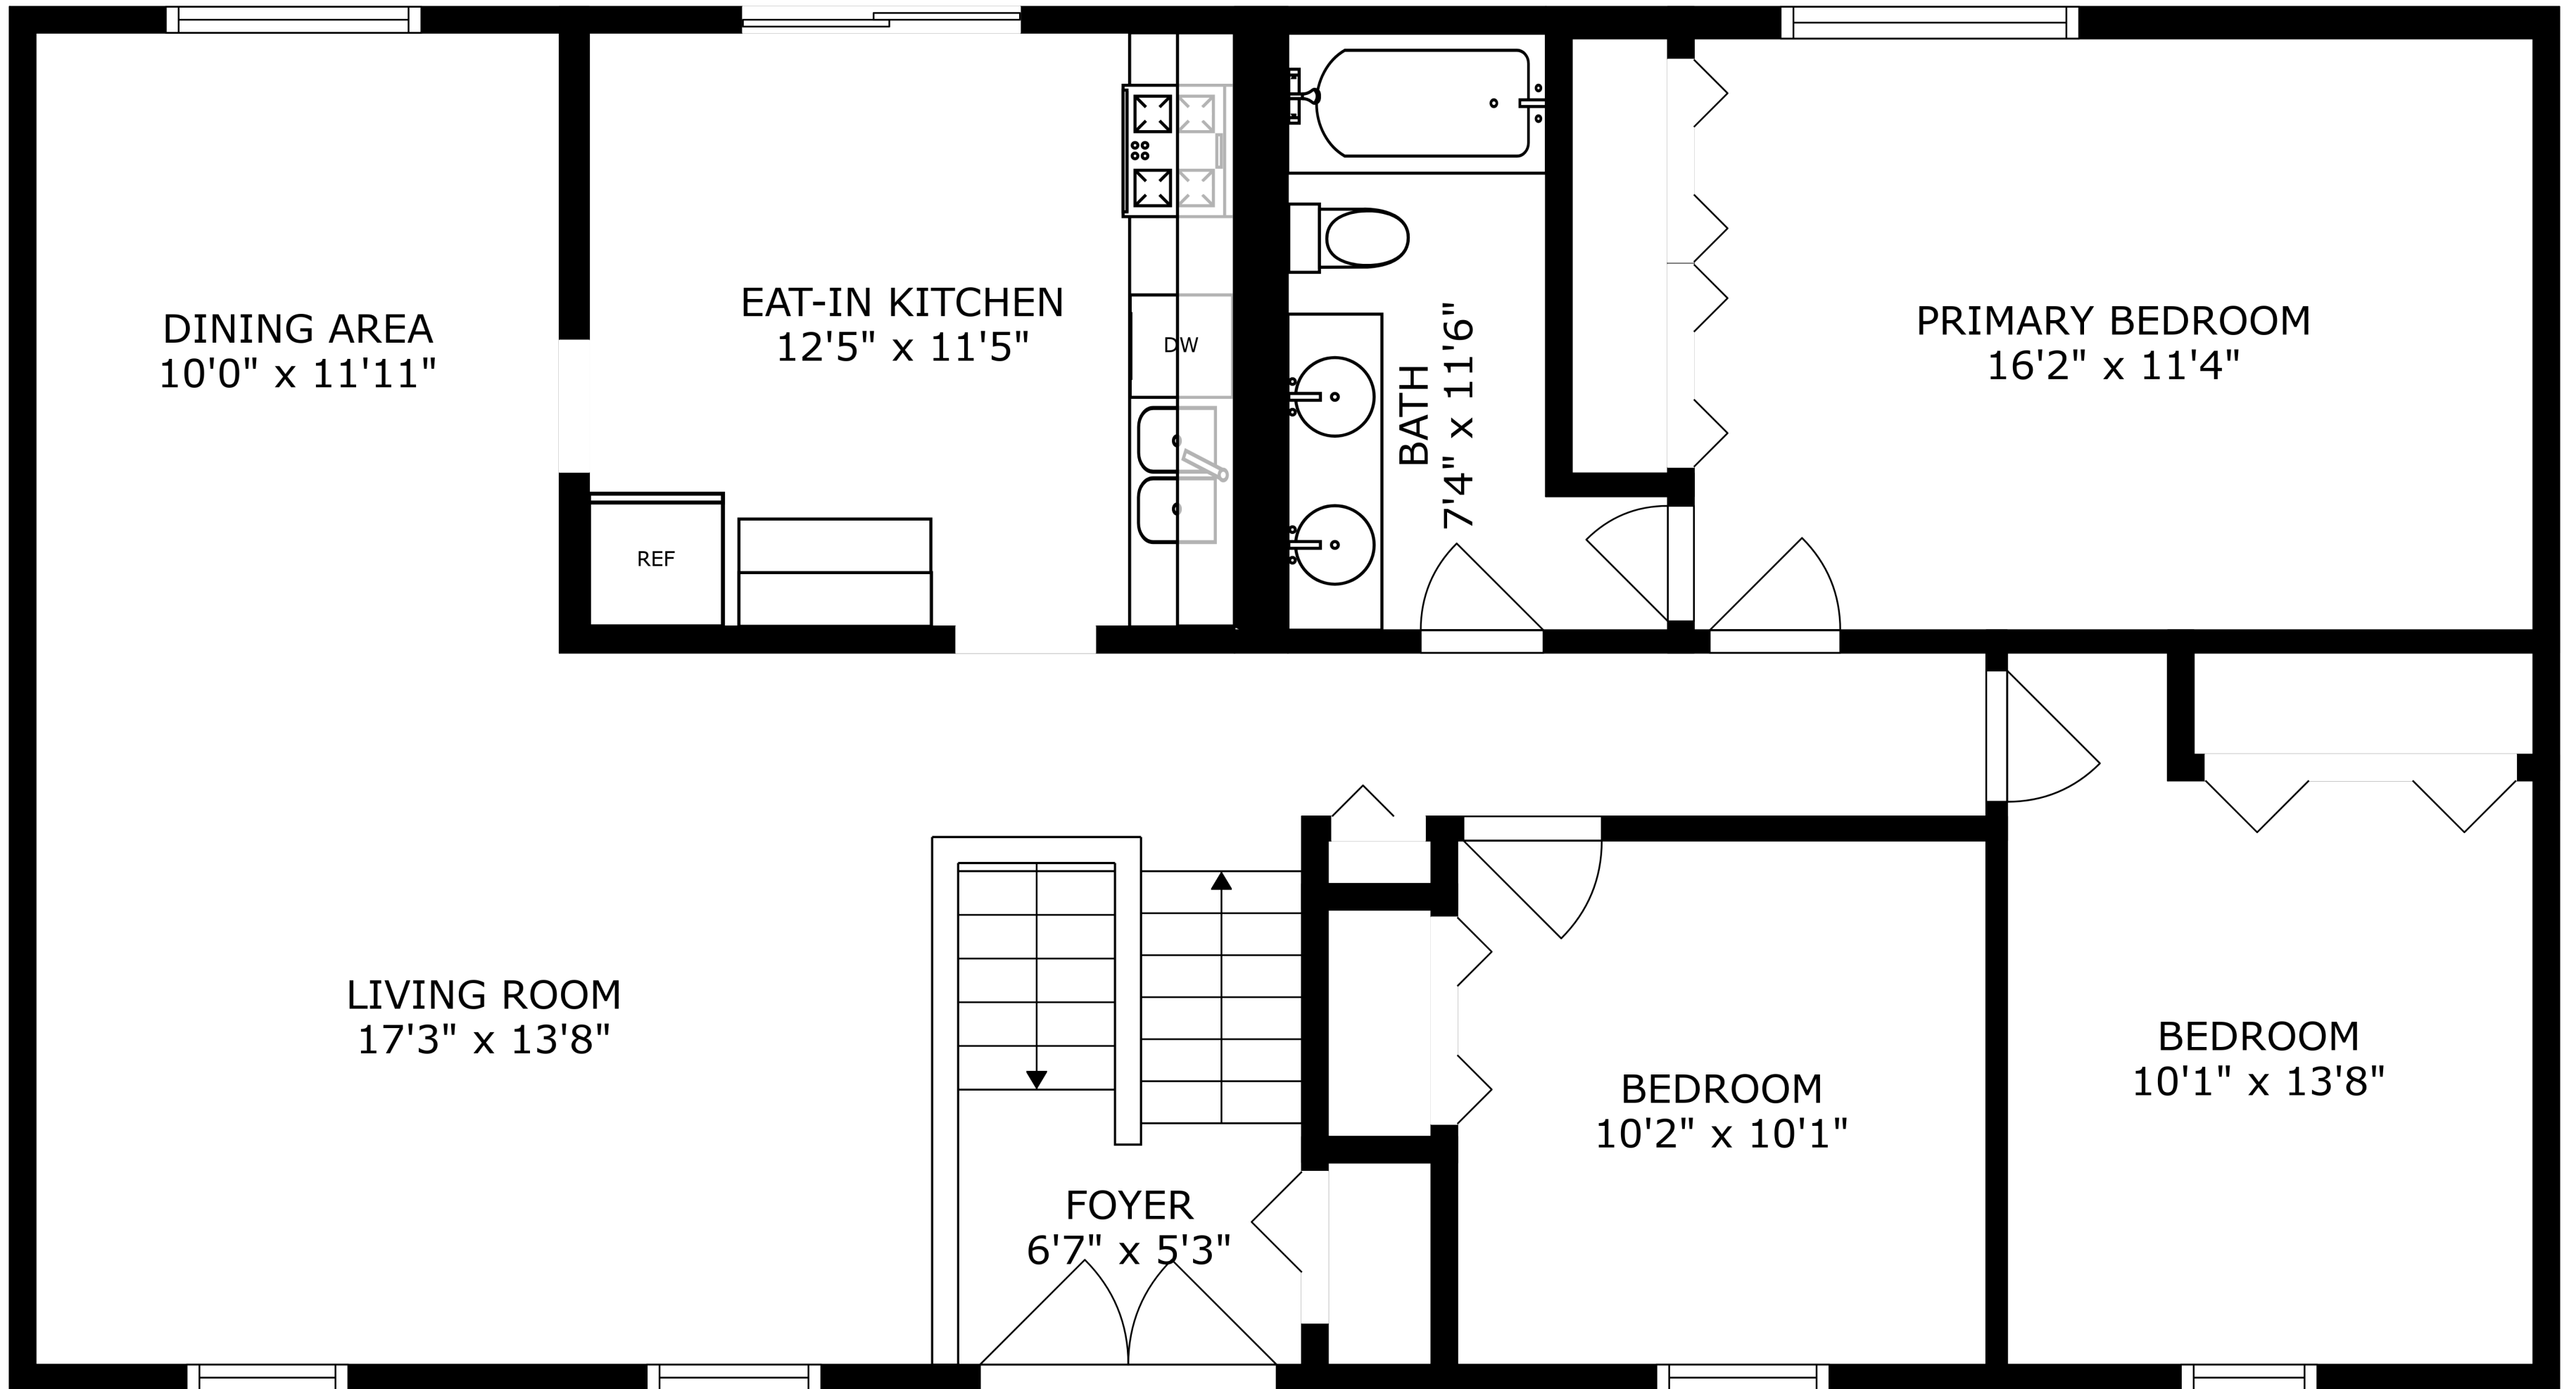 DINING AREA
10'0" x 11'11"
EAT-IN KITCHEN
12'5" x 11'5"
DW
REF
BATH
7'4" x 11'6"
PRIMARY BEDROOM
16'2" x 11'4"
LIVING ROOM
17'3" x 13'8"
FOYER
6'7" x 5'3"
BEDROOM
10'2" x 10'1"
BEDROOM
10'1" x 13'8"